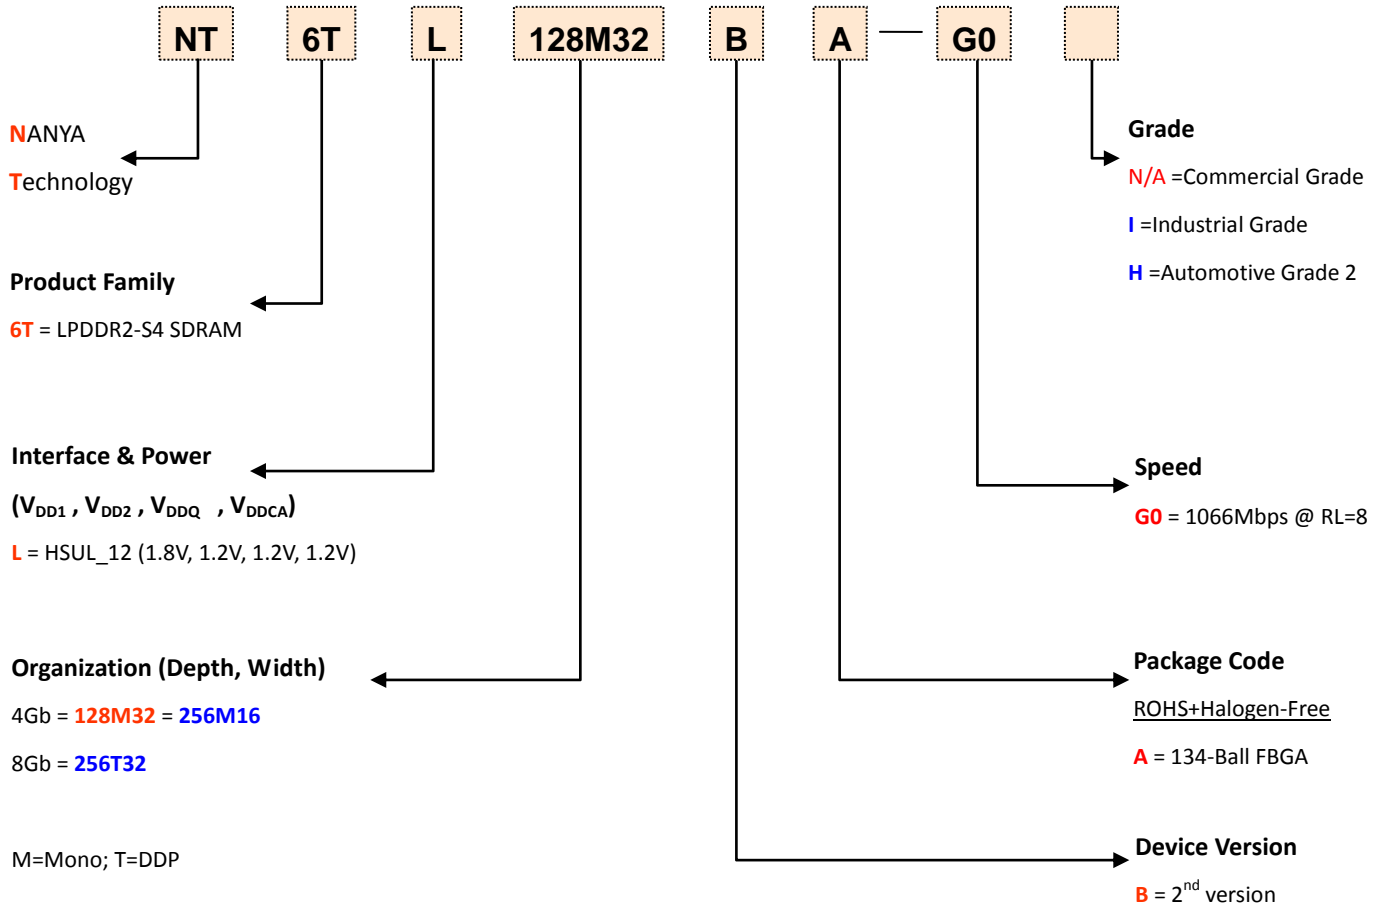 NT 6T L 128M32 B A — G0
NANYA
Technology
Product Family
6T = LPDDR2-S4 SDRAM
Interface & Power
(VDD1 , VDD2 , VDDQ , VDDCA)
L = HSUL_12 (1.8V, 1.2V, 1.2V, 1.2V)
Organization (Depth, Width)
4Gb = 128M32 = 256M16
8Gb = 256T32
M=Mono; T=DDP
Grade
N/A =Commercial Grade
I =Industrial Grade
H =Automotive Grade 2
Speed
G0 = 1066Mbps @ RL=8
Package Code
ROHS+Halogen-Free
A = 134-Ball FBGA
Device Version
B = 2nd version